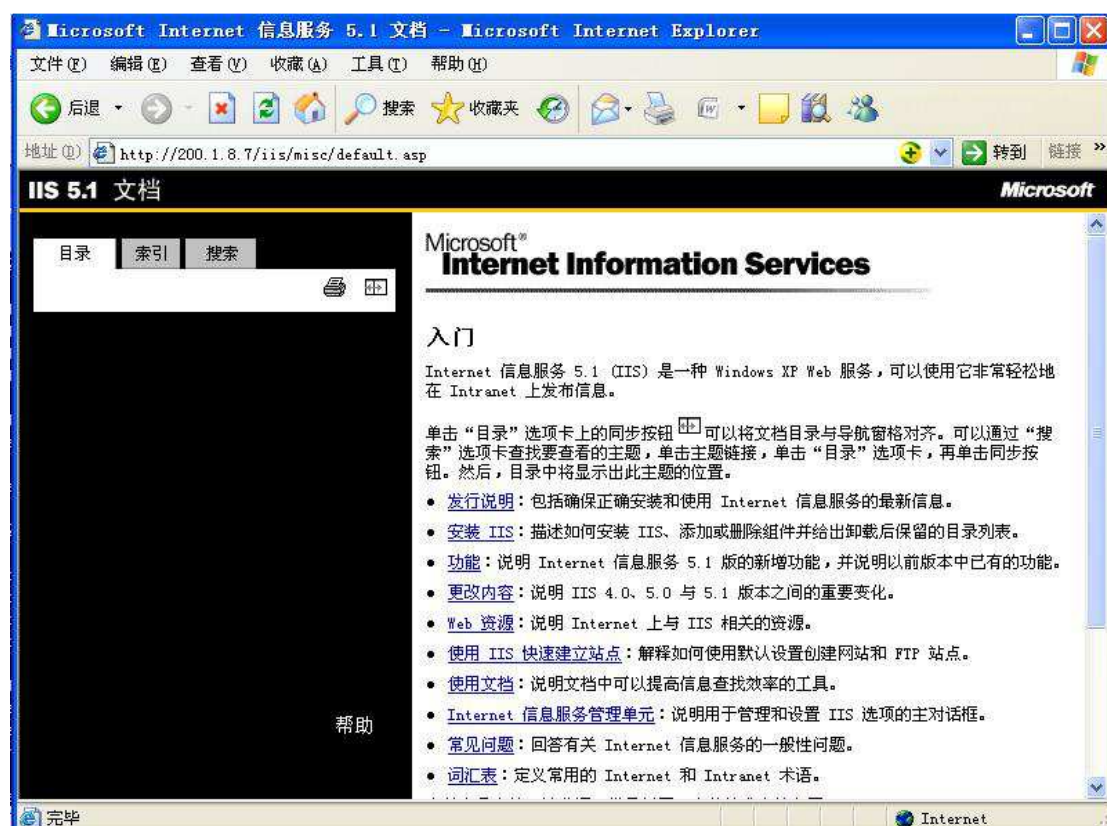 Microsoft Internet 信息服务 5.1 文档 - Microsoft Internet Explorer
文件(F) 编辑(E) 查看(V) 收藏(A) 工具(T) 帮助(H)
后退 搜索 收藏夹
地址(D) http://200.1.8.7/iis/misc/default.asp 转到 链接 »
IIS 5.1 文档 Microsoft
目录 索引 搜索
帮助
Microsoft®
Internet Information Services
入门
Internet 信息服务 5.1 (IIS) 是一种 Windows XP Web 服务，可以使用它非常轻松地
在 Intranet 上发布信息。
单击“目录”选项卡上的同步按钮 可以将文档目录与导航窗格对齐。可以通过“搜
索”选项卡查找要查看的主题，单击主题链接，单击“目录”选项卡，再单击同步按
钮。然后，目录中将显示出此主题的位置。
• 发行说明：包括确保正确安装和使用 Internet 信息服务的最新信息。
• 安装 IIS：描述如何安装 IIS、添加或删除组件并给出卸载后保留的目录列表。
• 功能：说明 Internet 信息服务 5.1 版的新增功能，并说明以前版本中已有的功能。
• 更改内容：说明 IIS 4.0、5.0 与 5.1 版本之间的重要变化。
• Web 资源：说明 Internet 上与 IIS 相关的资源。
• 使用 IIS 快速建立站点：解释如何使用默认设置创建网站和 FTP 站点。
• 使用文档：说明文档中可以提高信息查找效率的工具。
• Internet 信息服务管理单元：说明用于管理和设置 IIS 选项的主对话框。
• 常见问题：回答有关 Internet 信息服务的一般性问题。
• 词汇表：定义常用的 Internet 和 Intranet 术语。
完毕 Internet